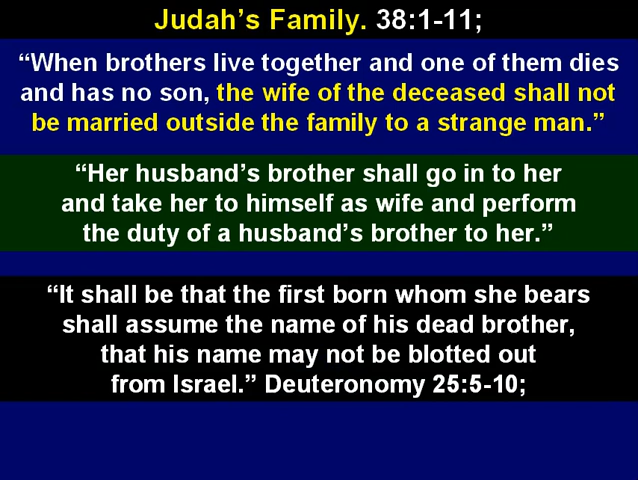 Judah’s Family. 38:1-11;
“When brothers live together and one of them dies
and has no son, the wife of the deceased shall not
be married outside the family to a strange man.”
“Her husband’s brother shall go in to her
and take her to himself as wife and perform
the duty of a husband’s brother to her.”
“It shall be that the first born whom she bears
shall assume the name of his dead brother,
that his name may not be blotted out
from Israel.” Deuteronomy 25:5-10;